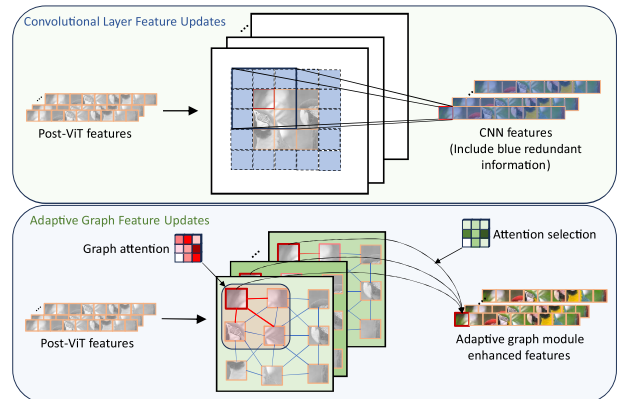 Convolutional Layer Feature Updates
Post-ViT features
CNN features
(Include blue redundant
information)
Adaptive Graph Feature Updates
Graph attention
Attention selection
Post-ViT features
Adaptive graph module
enhanced features